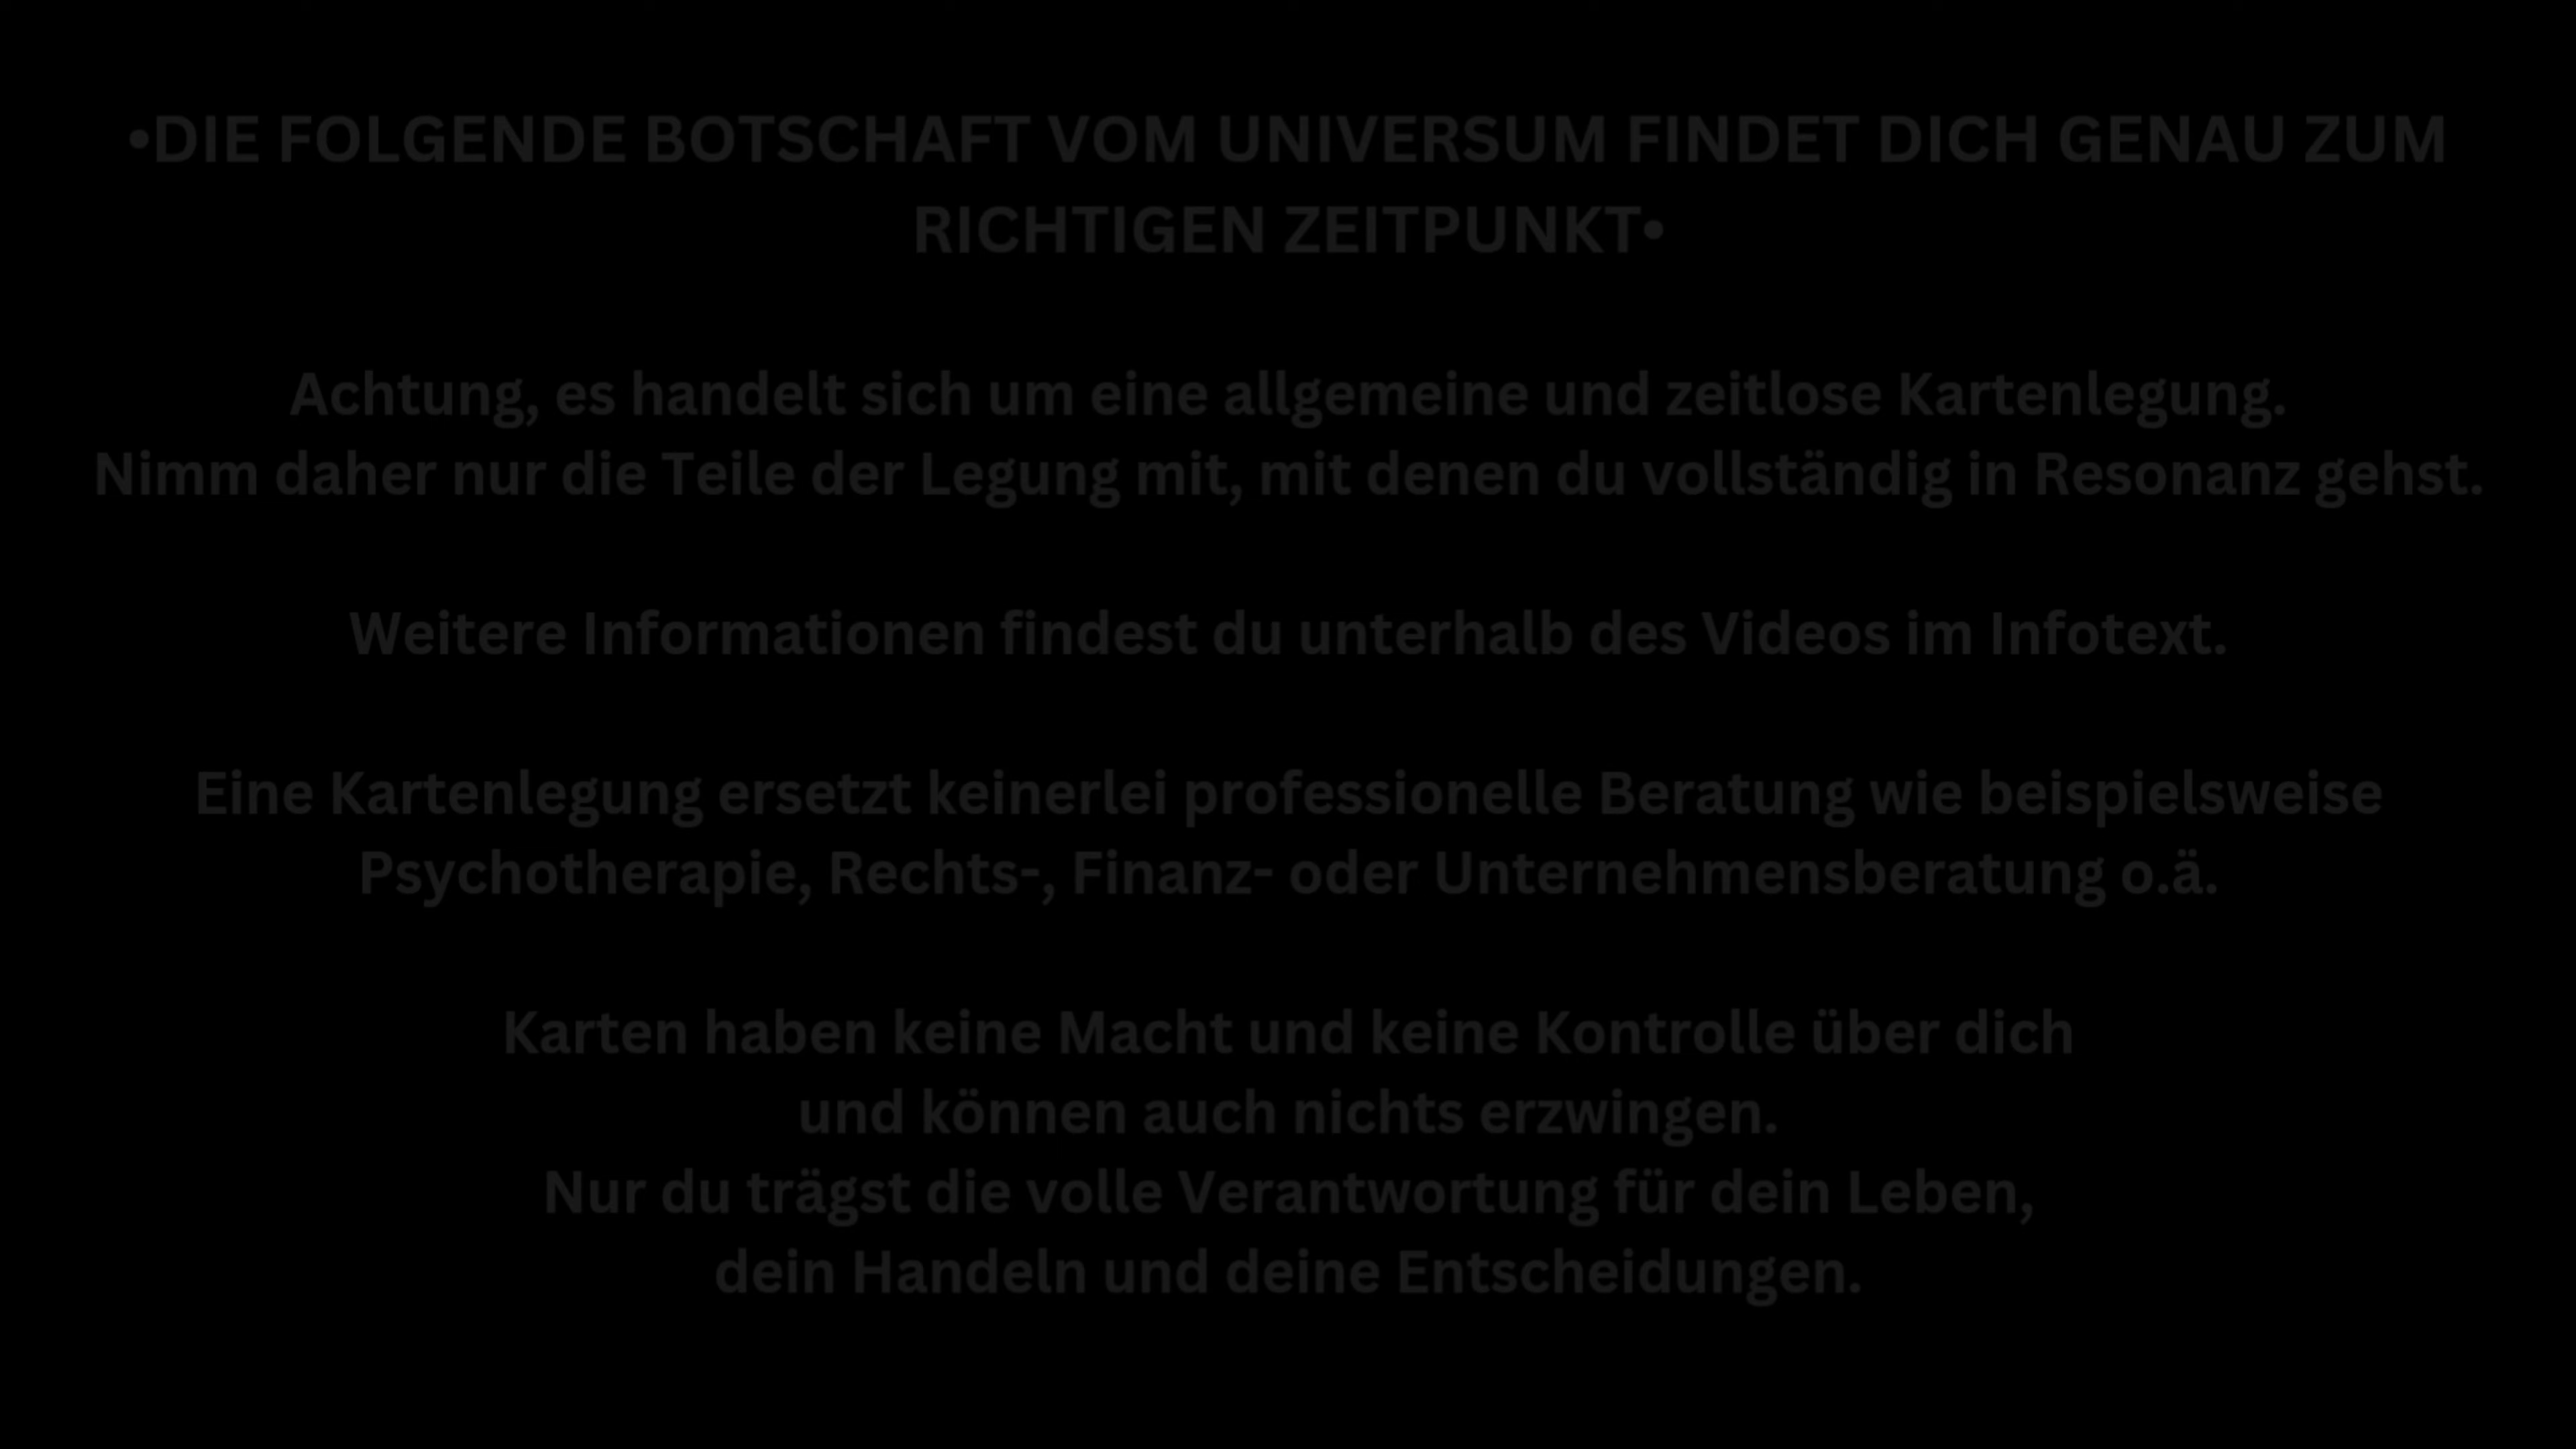 •DIE FOLGENDE BOTSCHAFT VOM UNIVERSUM FINDET DICH GENAU ZUM
RICHTIGEN ZEITPUNKT•
Achtung, es handelt sich um eine allgemeine und zeitlose Kartenlegung.
Nimm daher nur die Teile der Legung mit, mit denen du vollständig in Resonanz gehst.
Weitere Informationen findest du unterhalb des Videos im Infotext.
Eine Kartenlegung ersetzt keinerlei professionelle Beratung wie beispielsweise
Psychotherapie, Rechts-, Finanz- oder Unternehmensberatung o.ä.
Karten haben keine Macht und keine Kontrolle über dich
und können auch nichts erzwingen.
Nur du trägst die volle Verantwortung für dein Leben,
dein Handeln und deine Entscheidungen.